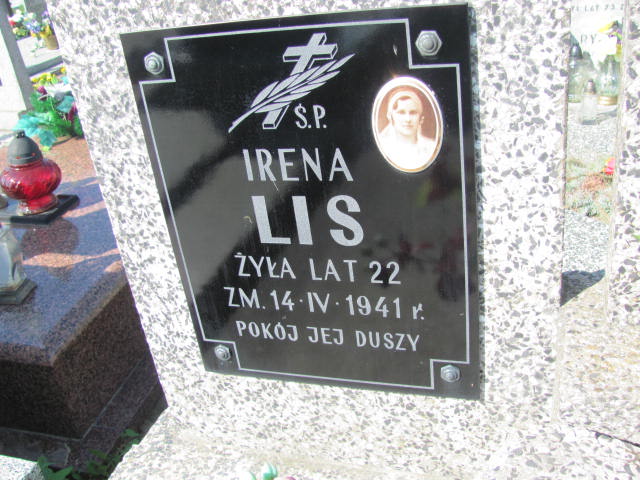 Ś.P.
IRENA
LIS
ŻYŁA LAT 22
ZM. 14·IV·1941 r.
POKÓJ JEJ DUSZY